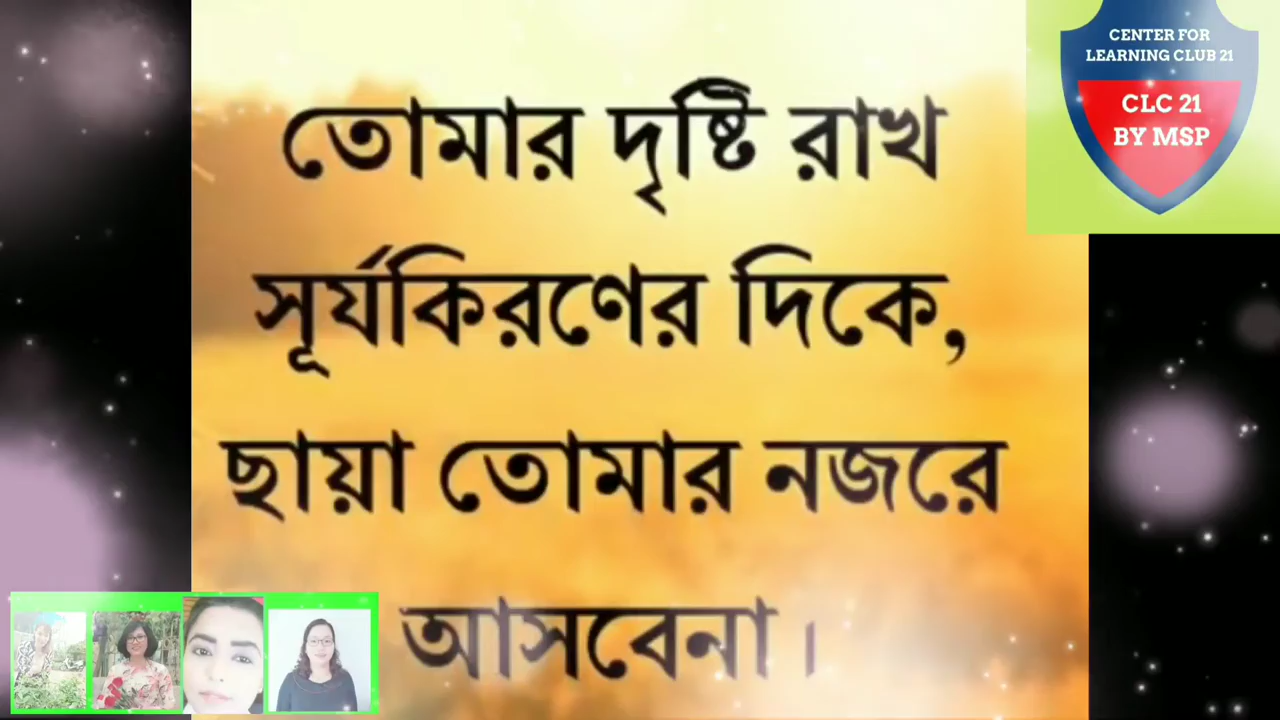 তোমার দৃষ্টি রাখ
সূর্যকিরণের দিকে,
ছায়া তোমার নজরে
আসবেনা।
CENTER FOR
LEARNING CLUB 21
CLC 21
BY MSP